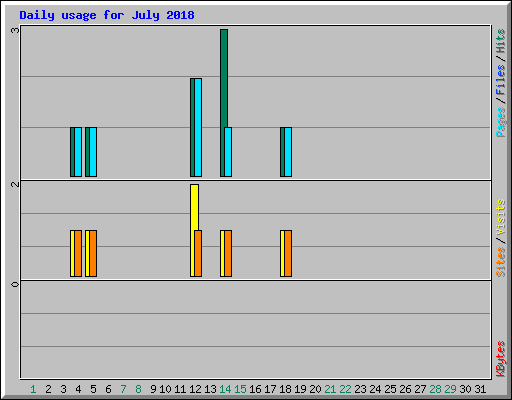 Daily usage for July 2018
3
2
0
Pages/Files/Hits
Sites/Visits
KBytes
1 2 3 4 5 6 7 8 9 10 11 12 13 14 15 16 17 18 19 20 21 22 23 24 25 26 27 28 29 30 31